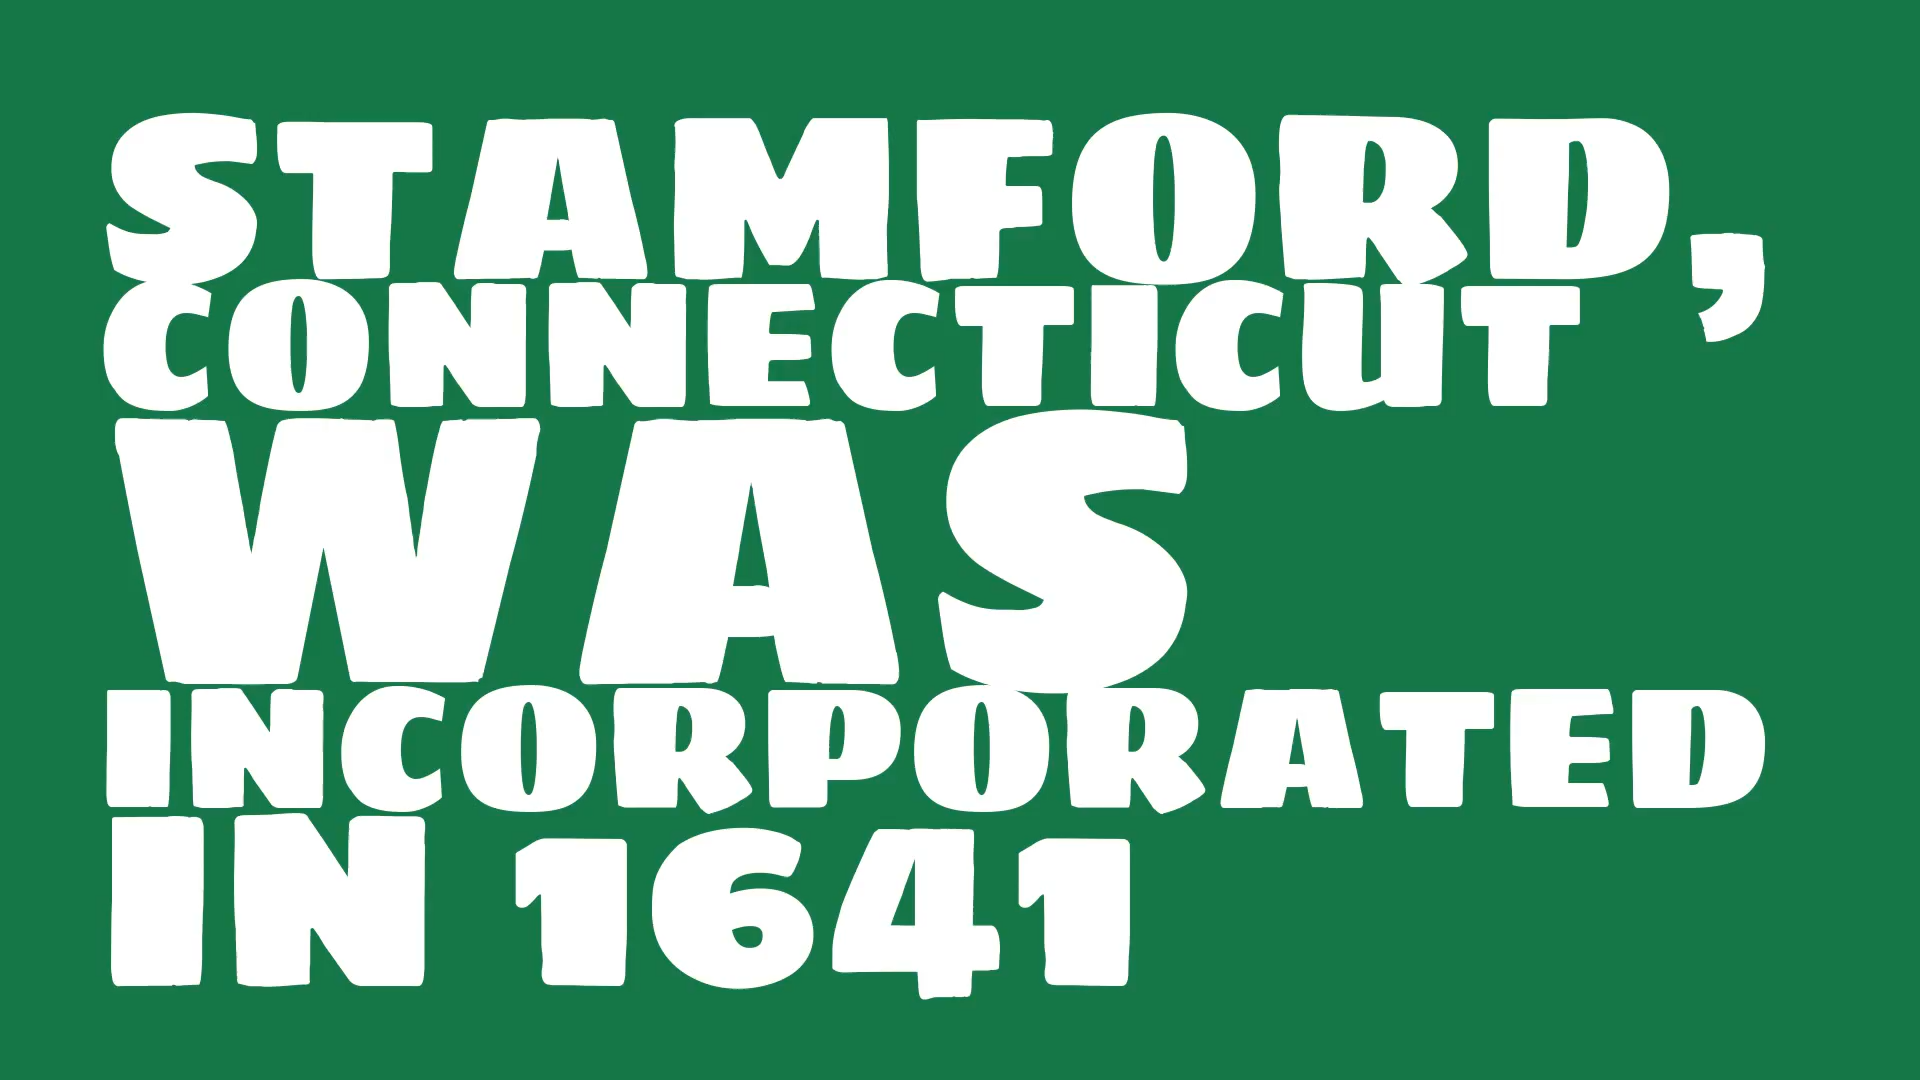 STAMFORD,
CONNECTICUT
WAS
INCORPORATED
IN 1641